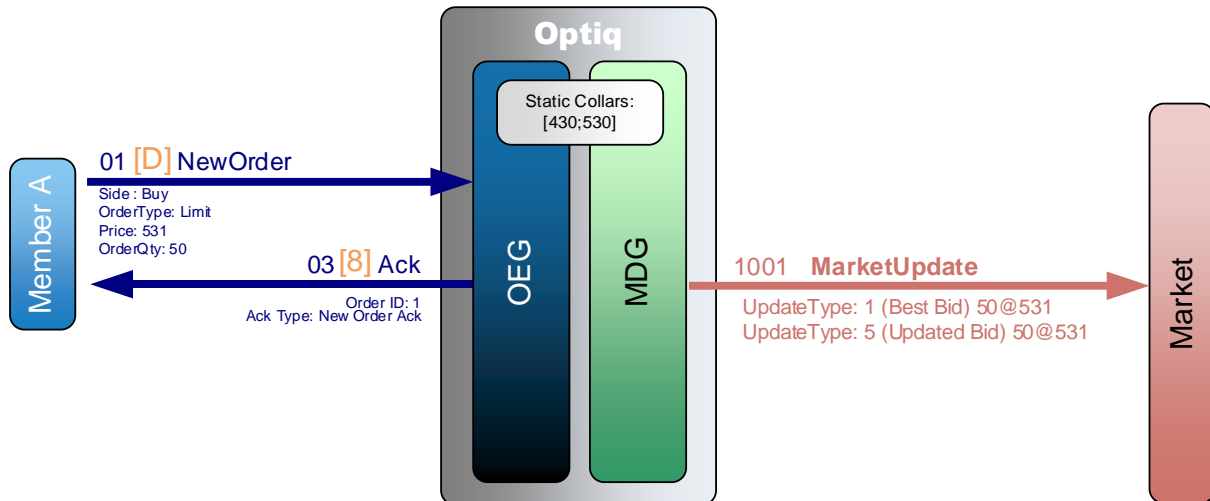 Optiq
Static Collars:
[430;530]
01 [D] NewOrder
Side : Buy
OrderType: Limit
Price: 531
OrderQty: 50
Member A
03 [8] Ack
Order ID: 1
Ack Type: New Order Ack
OEG
MDG
1001 MarketUpdate
UpdateType: 1 (Best Bid) 50@531
UpdateType: 5 (Updated Bid) 50@531
Market